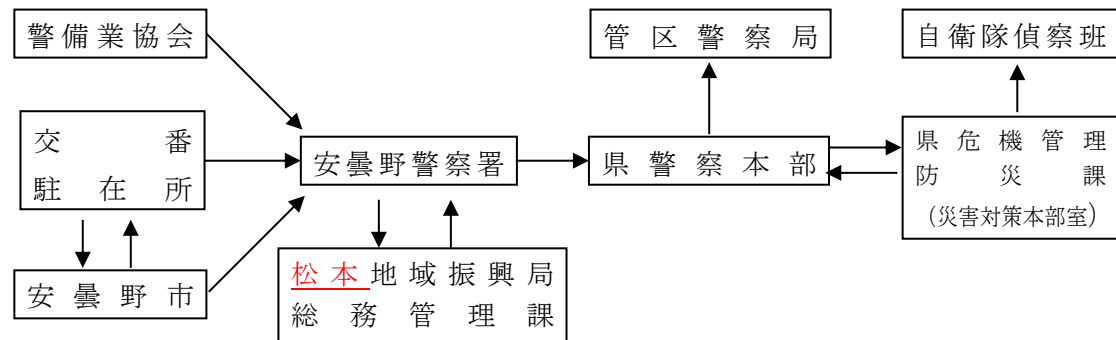 警備業協会
管区警察局
自衛隊偵察班
交番
駐在所
安曇野警察署
県警察本部
県危機管理
防災課
（災害対策本部室）
安曇野市
松本地域振興局
総務管理課